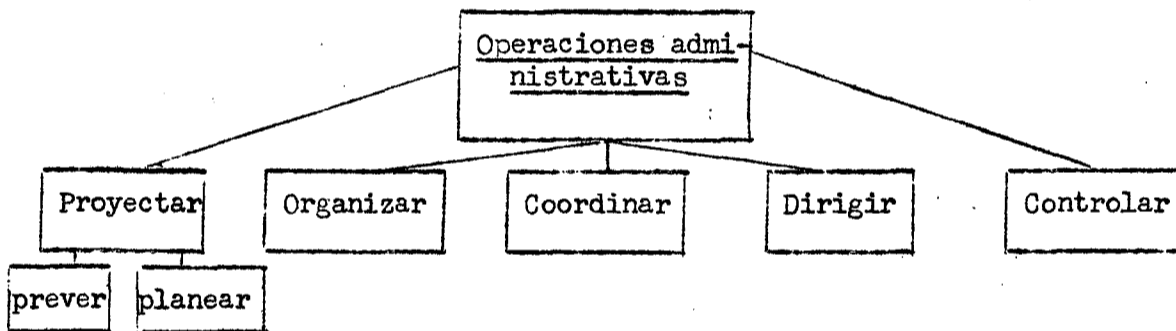 Operaciones admi-
nistrativas
Proyectar Organizar Coordinar Dirigir Controlar
prever planear